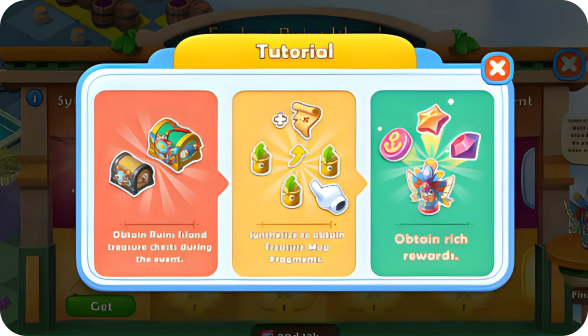 Tutorial
Obtain Ruins Island
treasure chests during
the event.
Synthesize to obtain
Treasure Map
Fragments.
Obtain rich
rewards.
Get